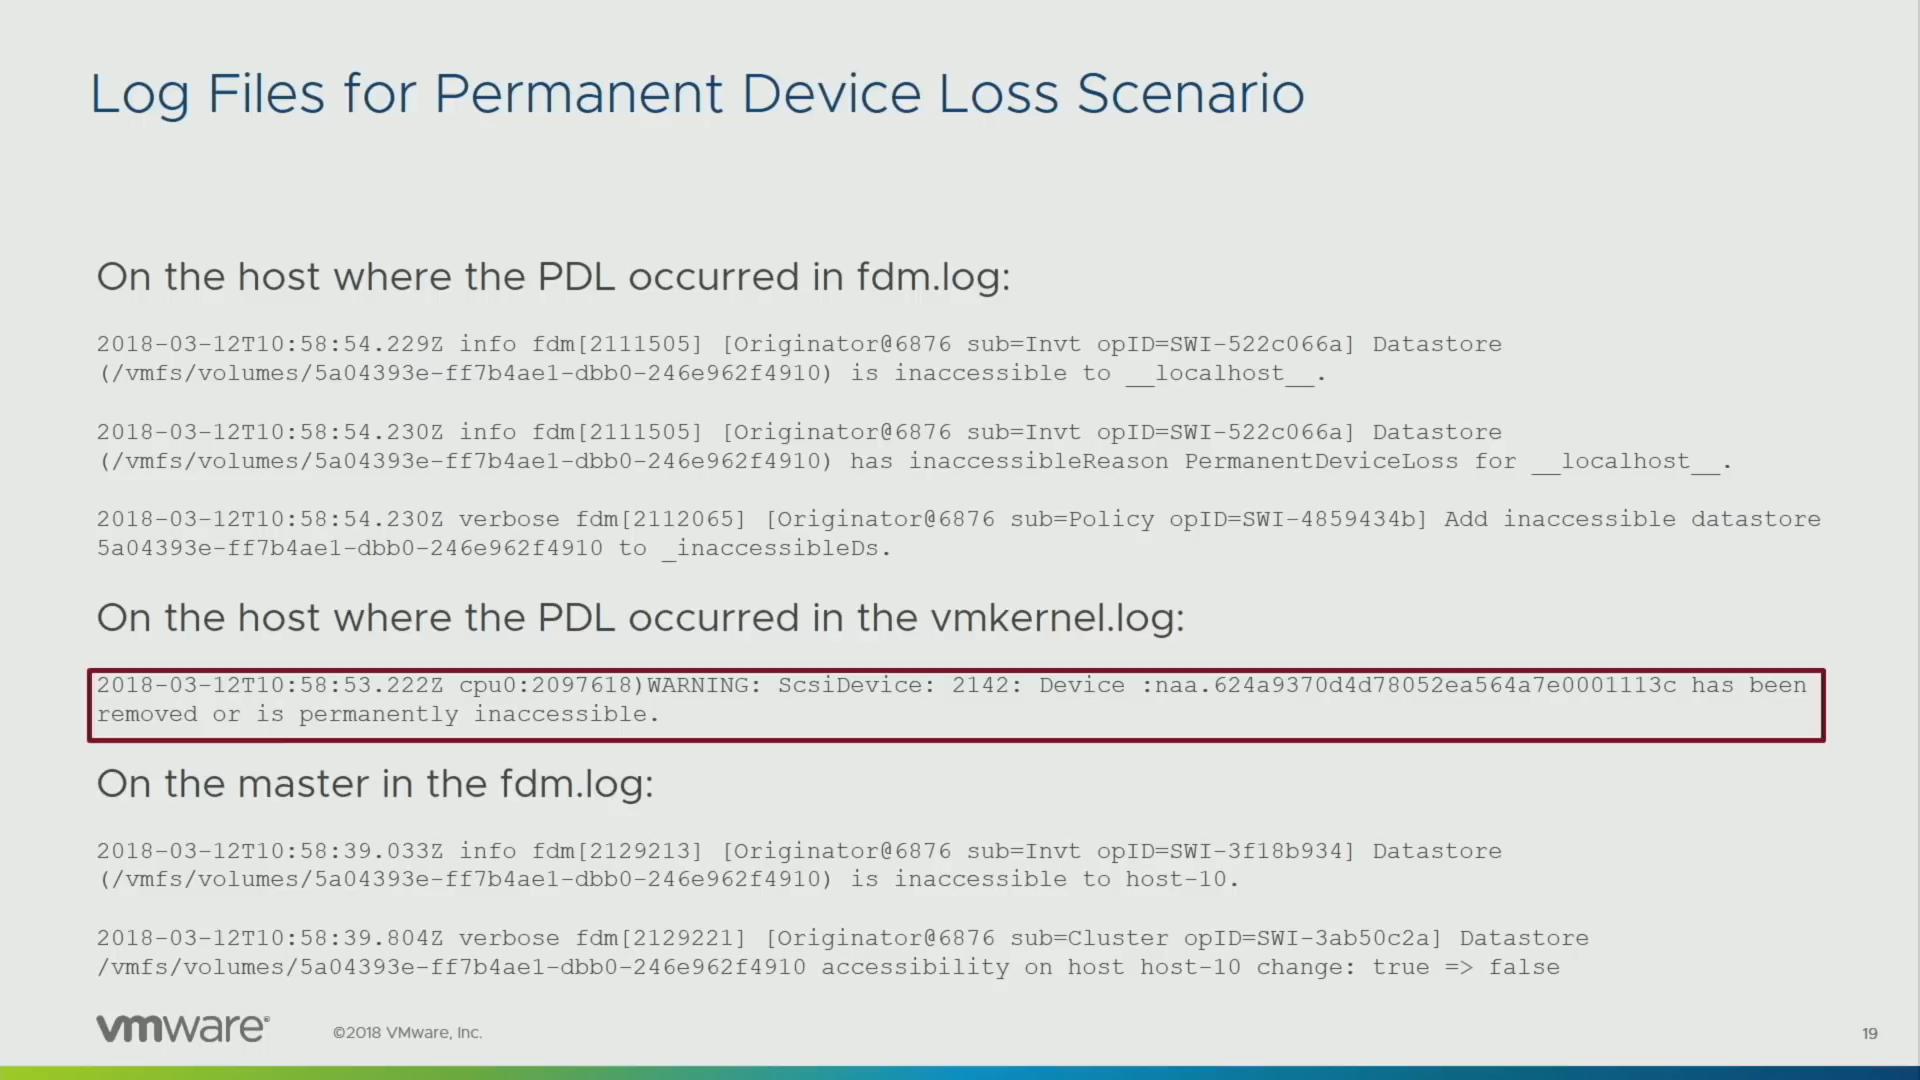 Log Files for Permanent Device Loss Scenario
On the host where the PDL occurred in fdm.log:
2018-03-12T10:58:54.229Z info fdm[2111505] [Originator@6876 sub=Invt opID=SWI-522c066a] Datastore
(/vmfs/volumes/5a04393e-ff7b4ae1-dbb0-246e962f4910) is inaccessible to __localhost__.
2018-03-12T10:58:54.230Z info fdm[2111505] [Originator@6876 sub=Invt opID=SWI-522c066a] Datastore
(/vmfs/volumes/5a04393e-ff7b4ae1-dbb0-246e962f4910) has inaccessibleReason PermanentDeviceLoss for __localhost__.
2018-03-12T10:58:54.230Z verbose fdm[2112065] [Originator@6876 sub=Policy opID=SWI-4859434b] Add inaccessible datastore
5a04393e-ff7b4ae1-dbb0-246e962f4910 to _inaccessibleDs.
On the host where the PDL occurred in the vmkernel.log:
2018-03-12T10:58:53.222Z cpu0:2097618)WARNING: ScsiDevice: 2142: Device :naa.624a9370d4d78052ea564a7e0001113c has been
removed or is permanently inaccessible.
On the master in the fdm.log:
2018-03-12T10:58:39.033Z info fdm[2129213] [Originator@6876 sub=Invt opID=SWI-3f18b934] Datastore
(/vmfs/volumes/5a04393e-ff7b4ae1-dbb0-246e962f4910) is inaccessible to host-10.
2018-03-12T10:58:39.804Z verbose fdm[2129221] [Originator@6876 sub=Cluster opID=SWI-3ab50c2a] Datastore
/vmfs/volumes/5a04393e-ff7b4ae1-dbb0-246e962f4910 accessibility on host host-10 change: true => false
vmware® ©2018 VMware, Inc. 19